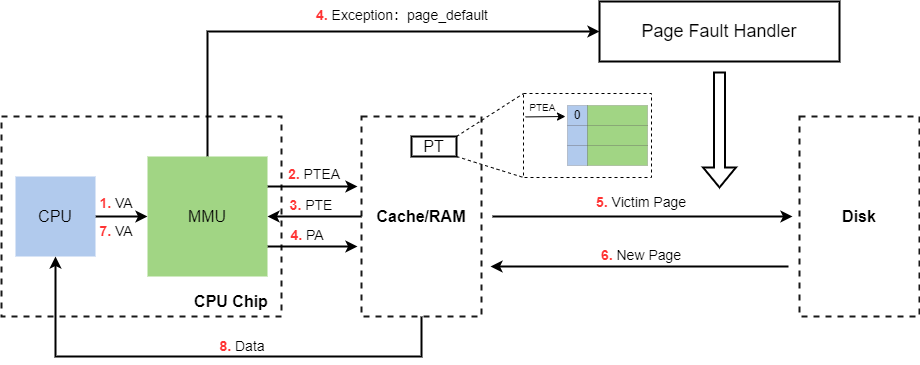 4. Exception：page_default
Page Fault Handler
PTEA
0
PT
CPU
1. VA
7. VA
MMU
2. PTEA
3. PTE
4. PA
Cache/RAM
5. Victim Page
6. New Page
Disk
CPU Chip
8. Data